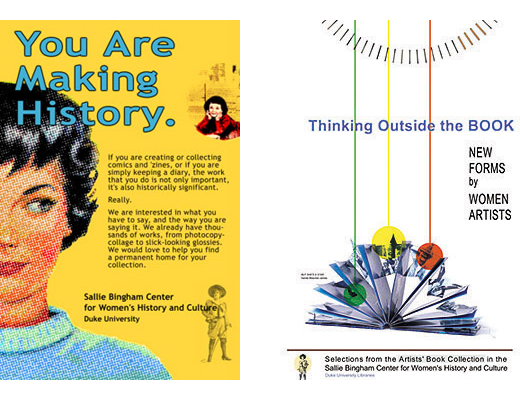 You Are
Making
History.
If you are creating or collecting
comics and 'zines, or if you are
simply keeping a diary, the work
that you do is not only important,
it's also historically significant.
Really.
We are interested in what you
have to say, and the way you are
saying it. We already have thou-
sands of works, from photocopy-
collage to slick-looking glossies.
We would love to help you find
a permanent home for your
collection.
Sallie Bingham Center
for Women's History and Culture
Duke University
Thinking Outside the BOOK
NEW
FORMS
by
WOMEN
ARTISTS
Selections from the Artists' Book Collection in the
Sallie Bingham Center for Women's History and Culture
Duke University Libraries